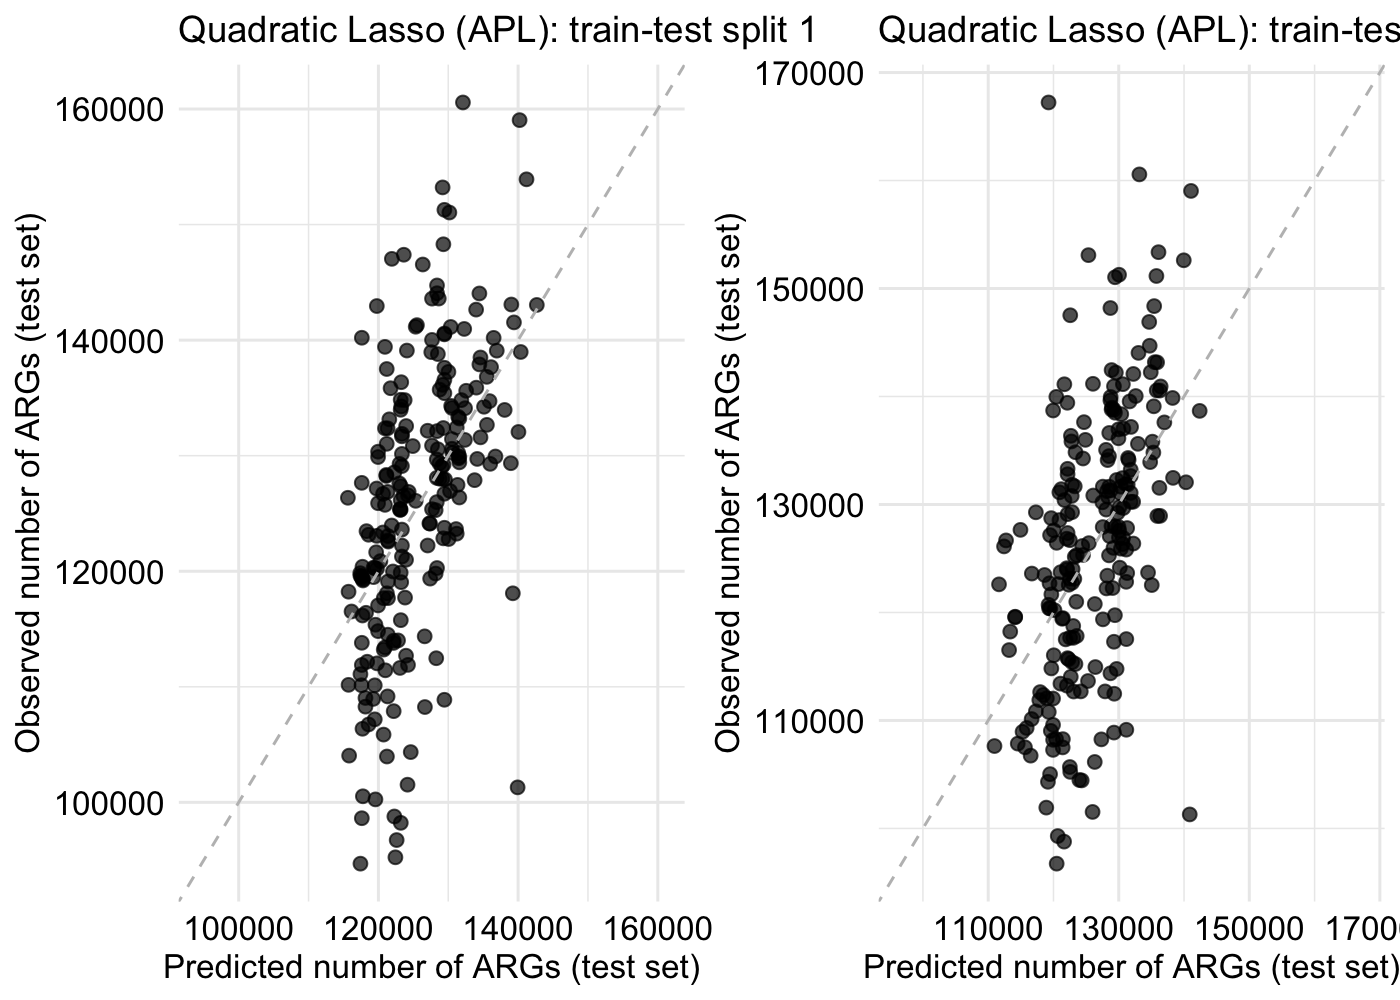 Quadratic Lasso (APL): train-test split 1
160000
140000
120000
100000
Observed number of ARGs (test set)
100000 120000 140000 160000
Predicted number of ARGs (test set)
Quadratic Lasso (APL): train-tes
170000
150000
130000
110000
Observed number of ARGs (test set)
110000 130000 150000 1700
Predicted number of ARGs (test set)